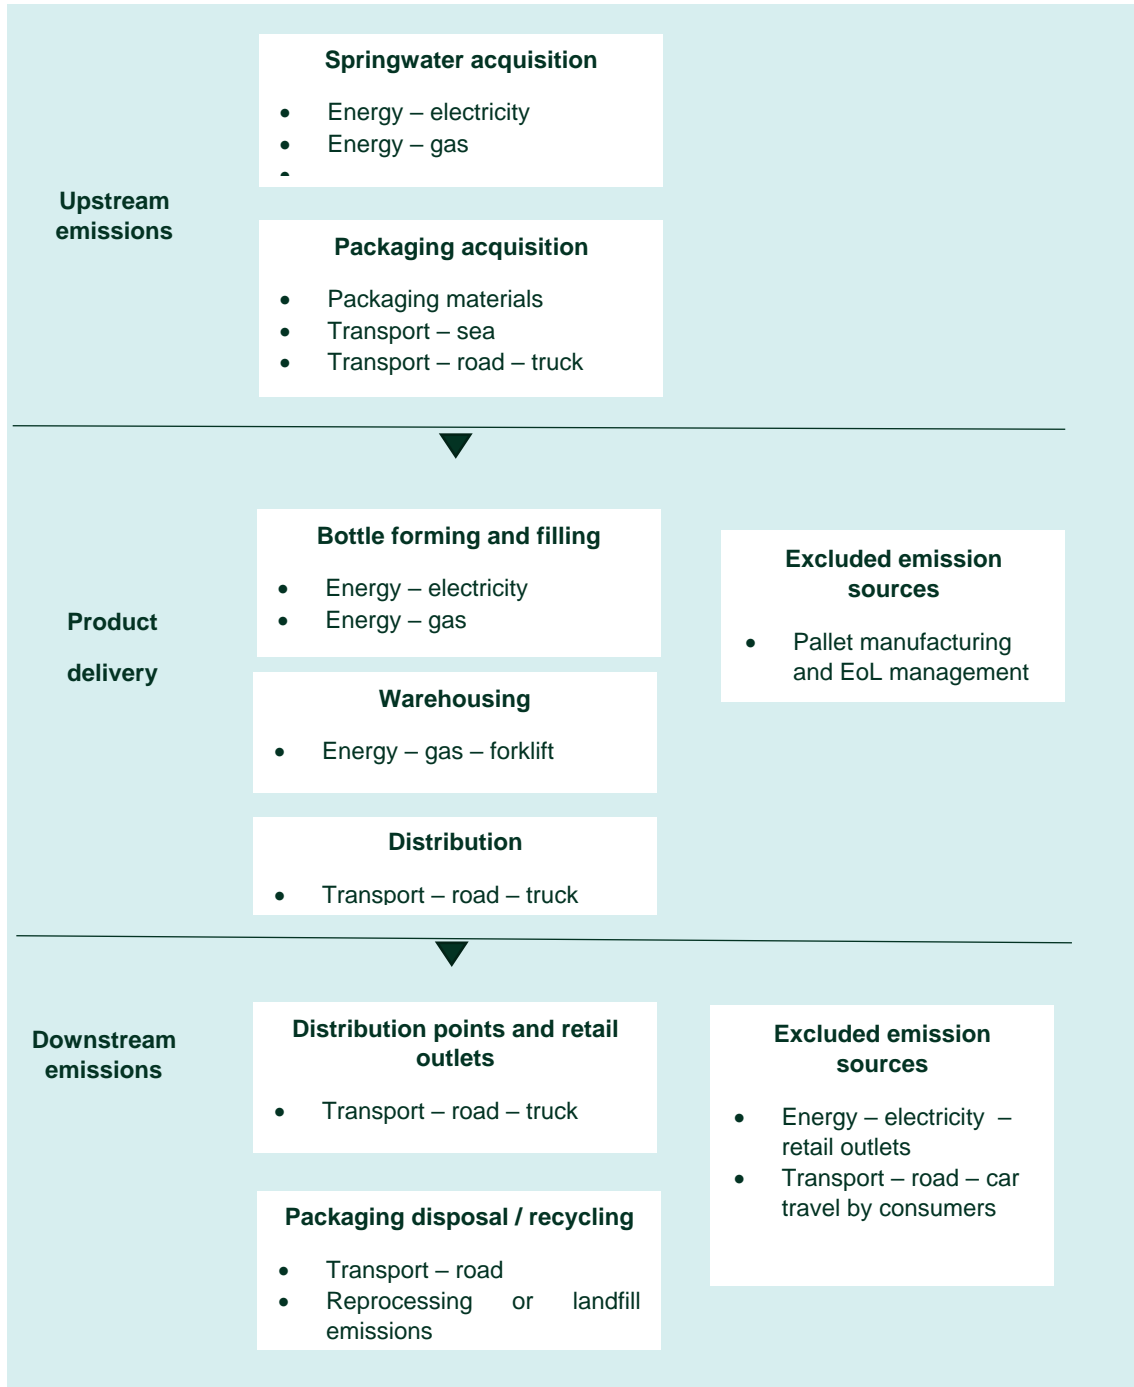 Upstream
emissions
Springwater acquisition
• Energy – electricity
• Energy – gas
•
Packaging acquisition
• Packaging materials
• Transport – sea
• Transport – road – truck
Product
delivery
Bottle forming and filling
• Energy – electricity
• Energy – gas
Warehousing
• Energy – gas – forklift
Distribution
• Transport – road – truck
Excluded emission
sources
• Pallet manufacturing
and EoL management
Downstream
emissions
Distribution points and retail
outlets
• Transport – road – truck
Packaging disposal / recycling
• Transport – road
• Reprocessing or landfill
emissions
Excluded emission
sources
• Energy – electricity –
retail outlets
• Transport – road – car
travel by consumers